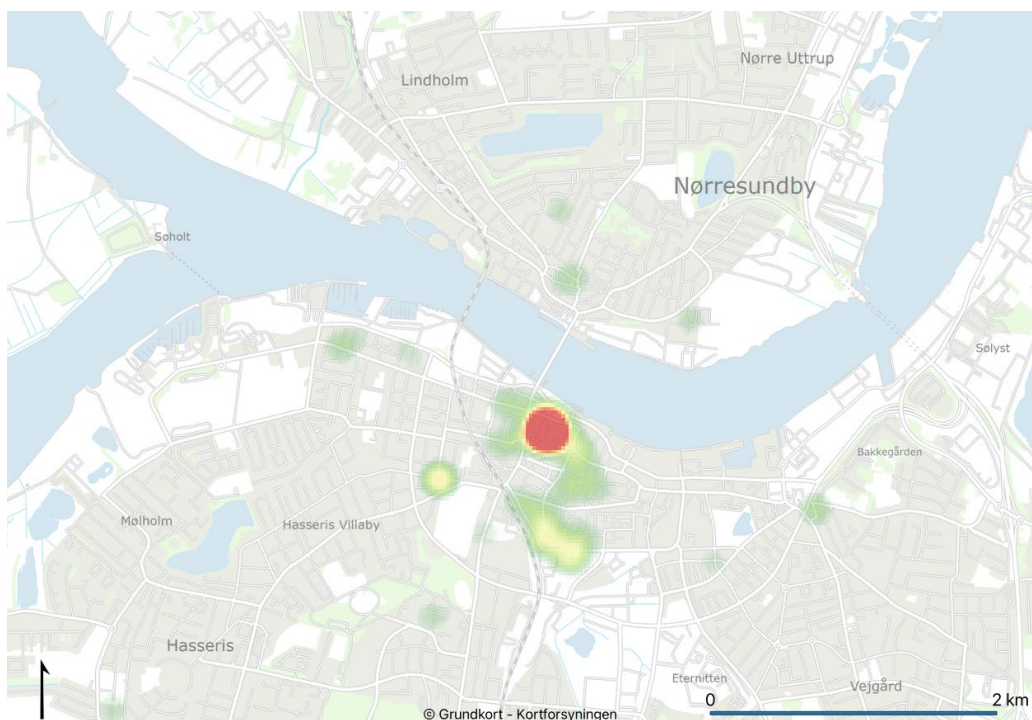 Nørre Uttrup
Lindholm
Nørresundby
Søholt
Sølyst
Bakkegården
Mølholm
Hasseris Villaby
Hasseris
Eternitten
Vejgård
0
2 km
© Grundkort - Kortforsyningen